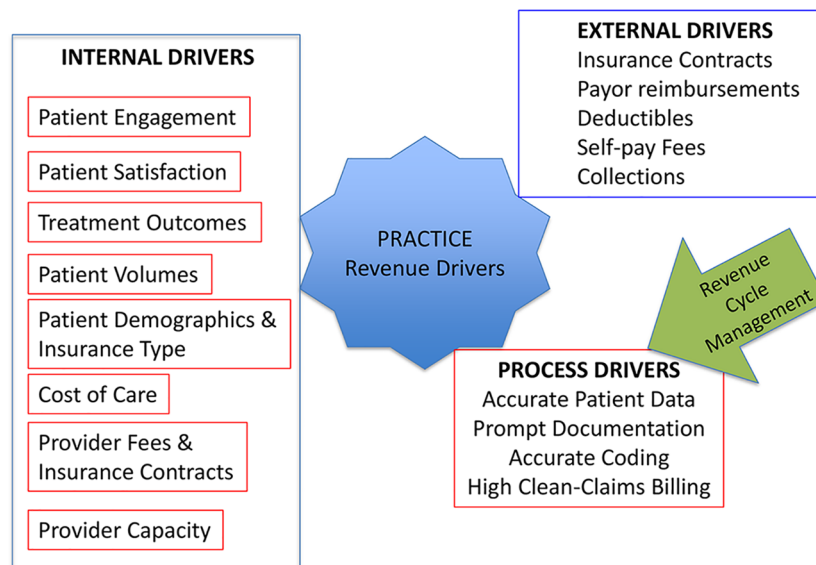 INTERNAL DRIVERS
Patient Engagement
Patient Satisfaction
Treatment Outcomes
Patient Volumes
Patient Demographics &
Insurance Type
Cost of Care
Provider Fees &
Insurance Contracts
Provider Capacity
PRACTICE
Revenue Drivers
EXTERNAL DRIVERS
Insurance Contracts
Payor reimbursements
Deductibles
Self-pay Fees
Collections
Revenue
Cycle
Management
PROCESS DRIVERS
Accurate Patient Data
Prompt Documentation
Accurate Coding
High Clean-Claims Billing